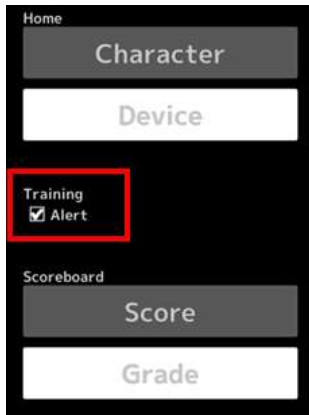 Home
Character
Device
Training
Alert
Scoreboard
Score
Grade